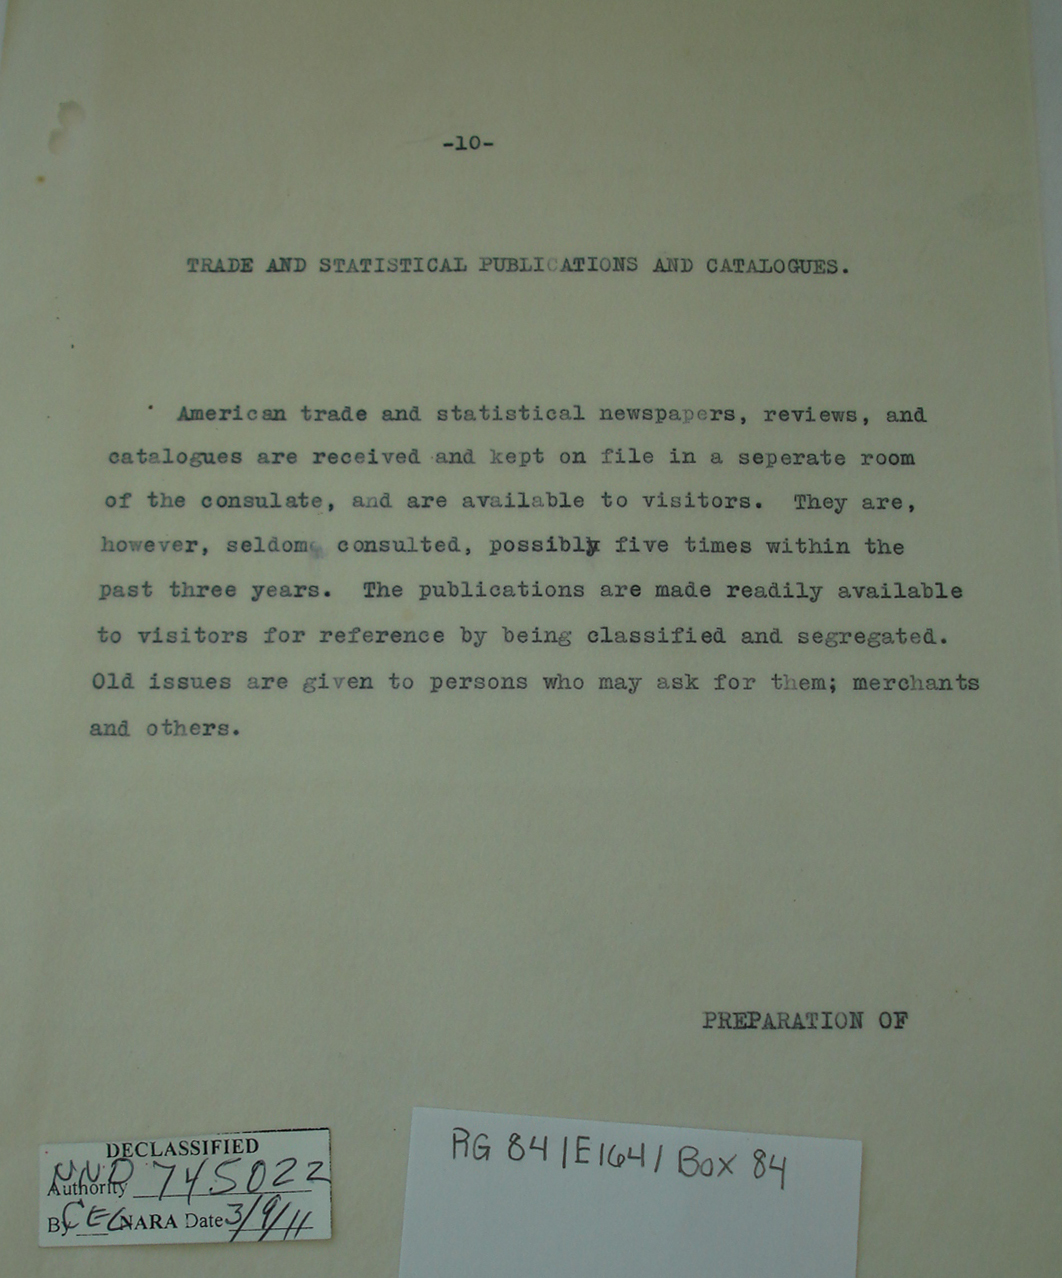 -10-
TRADE AND STATISTICAL PUBLICATIONS AND CATALOGUES.
American trade and statistical newspapers, reviews, and
catalogues are received and kept on file in a seperate room
of the consulate, and are available to visitors. They are,
however, seldom consulted, possibly five times within the
past three years. The publications are made readily available
to visitors for reference by being classified and segregated.
Old issues are given to persons who may ask for them; merchants
and others.
PREPARATION OF
DECLASSIFIED
Authority NND 745022
By CEC NARA Date 3/9/11
RG 84 / E 164 / Box 84